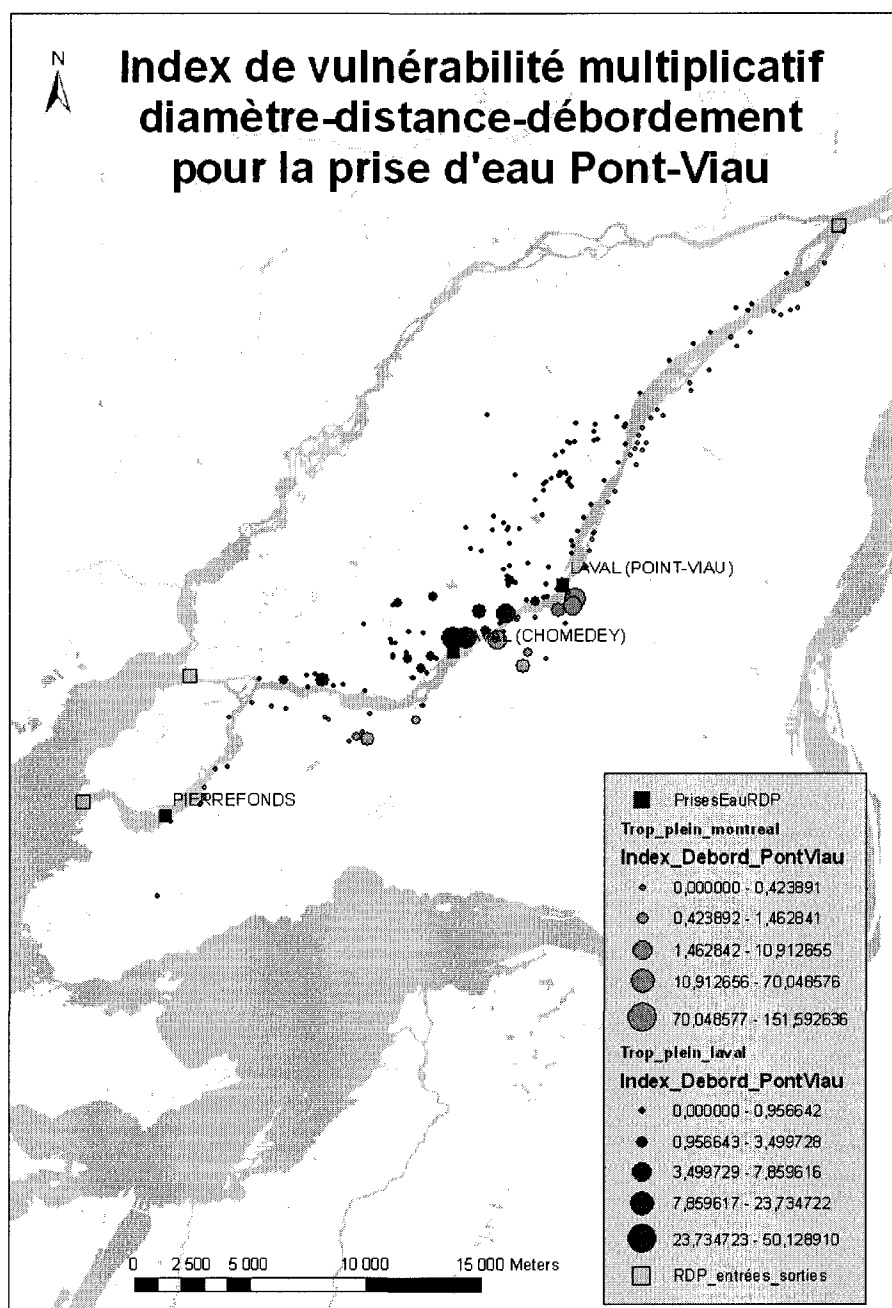 N
Index de vulnérabilité multiplicatif
diamètre-distance-débordement
pour la prise d'eau Pont-Viau
LAVAL (POINT-VIAU)
(CHOMEDEY)
PIERREFONDS
PrisesEauRDP
Trop_plein_montreal
Index_Debord_PontViau
0,000000 - 0,423891
0,423892 - 1,462841
1,462842 - 10,912655
10,912656 - 70,048576
70,048577 - 151,592636
Trop_plein_laval
Index_Debord_PontViau
0,000000 - 0,956642
0,956643 - 3,499728
3,499729 - 7,859616
7,859617 - 23,734722
23,734723 - 50,128910
RDP_entrées_sorties
0 2 500 5 000 10 000 15 000 Meters